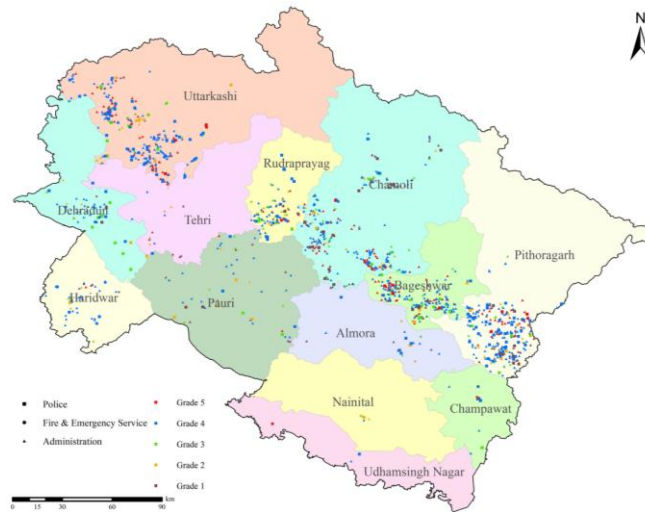 N
Uttarkashi
Rudraprayag
Chamoli
Dehradun
Tehri
Pithoragarh
Haridwar
Pauri
Bageshwar
Almora
Nainital
Champawat
Udhamsingh Nagar
Police
Fire & Emergency Service
Administration
Grade 5
Grade 4
Grade 3
Grade 2
Grade 1
0 15 30 60 90
km